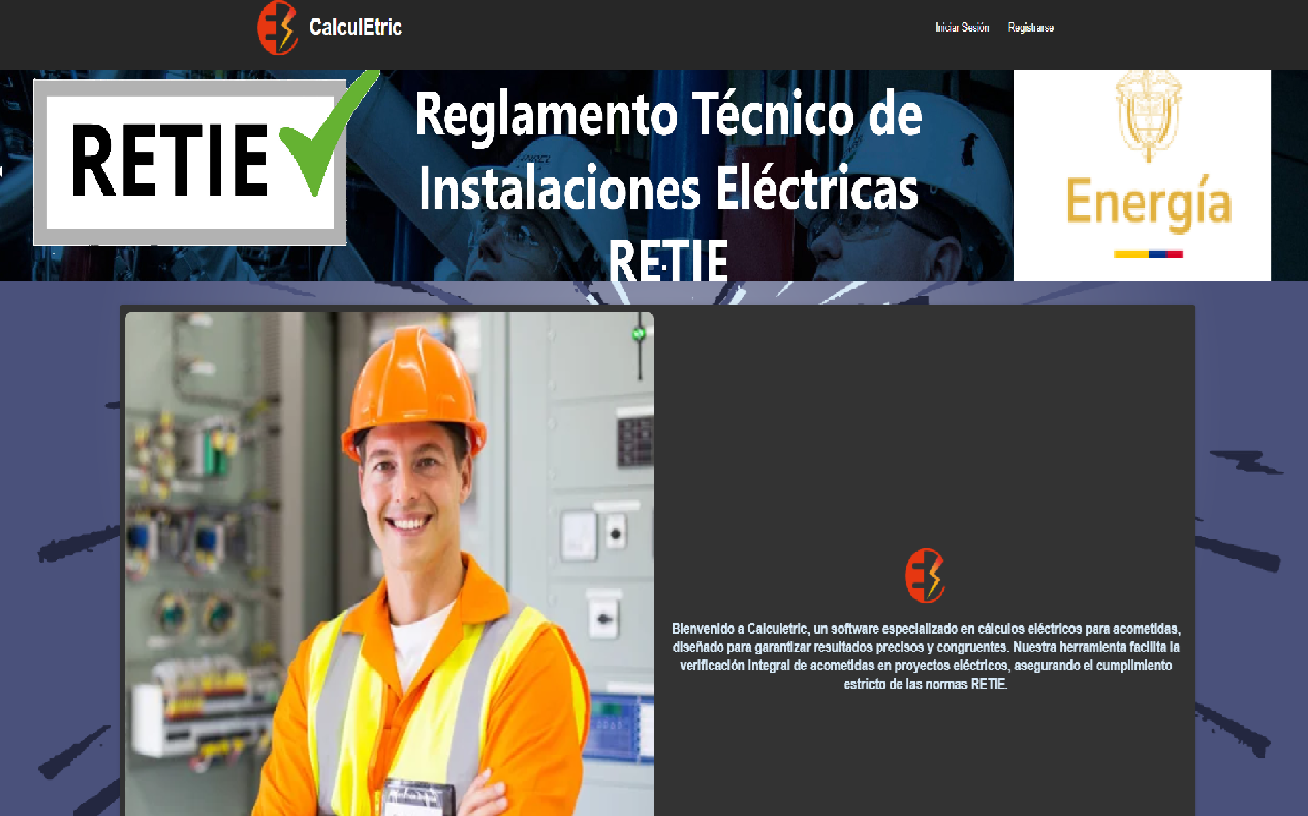 CalculEtric
Iniciar Sesión
Registrarse
RETIE
Reglamento Técnico de
Instalaciones Eléctricas
RETIE
Energía
Bienvenido a Calculetric, un software especializado en cálculos eléctricos para acometidas,
diseñado para garantizar resultados precisos y congruentes. Nuestra herramienta facilita la
verificación integral de acometidas en proyectos eléctricos, asegurando el cumplimiento
estricto de las normas RETIE.